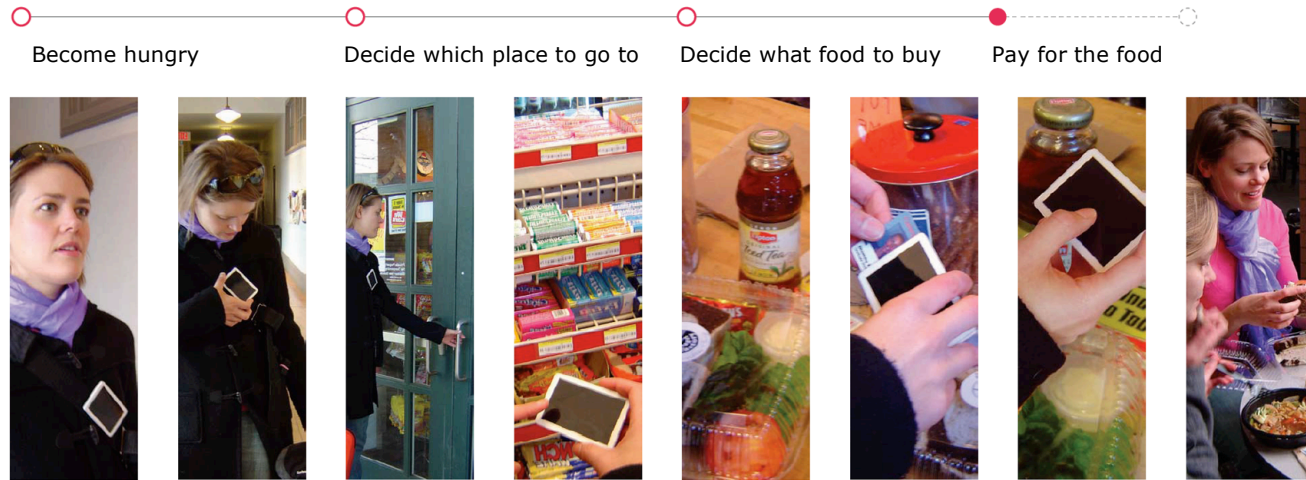 Become hungry
Decide which place to go to
Decide what food to buy
Pay for the food
Lipton
Iced Tea